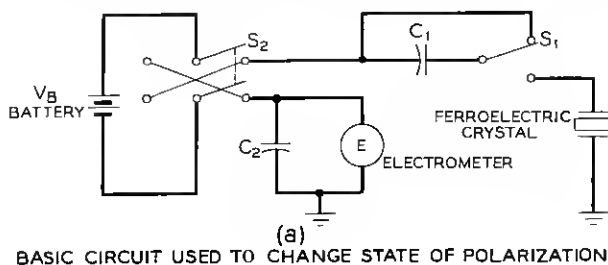 S2
C1
S1
VB
BATTERY
FERROELECTRIC
CRYSTAL
C2
E
ELECTROMETER
(a)
BASIC CIRCUIT USED TO CHANGE STATE OF POLARIZATION